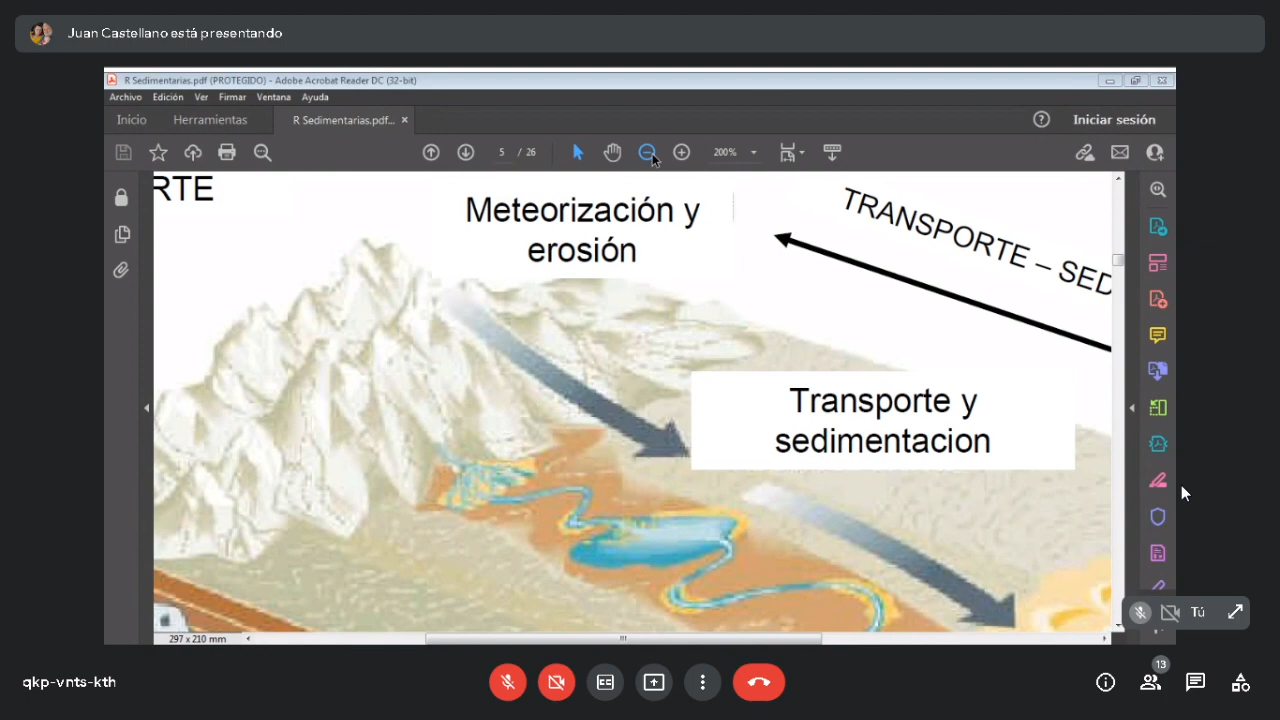 Juan Castellano está presentando
R Sedimentarias.pdf (PROTEGIDO) - Adobe Acrobat Reader DC (32-bit)
Archivo Edición Ver Firmar Ventana Ayuda
Inicio Herramientas R Sedimentarias.pdf... × Iniciar sesión
5 / 26 200%
RTE
Meteorización y
erosión
TRANSPORTE – SED
Transporte y
sedimentacion
297 x 210 mm
Tú
13
qkp-vnts-kth